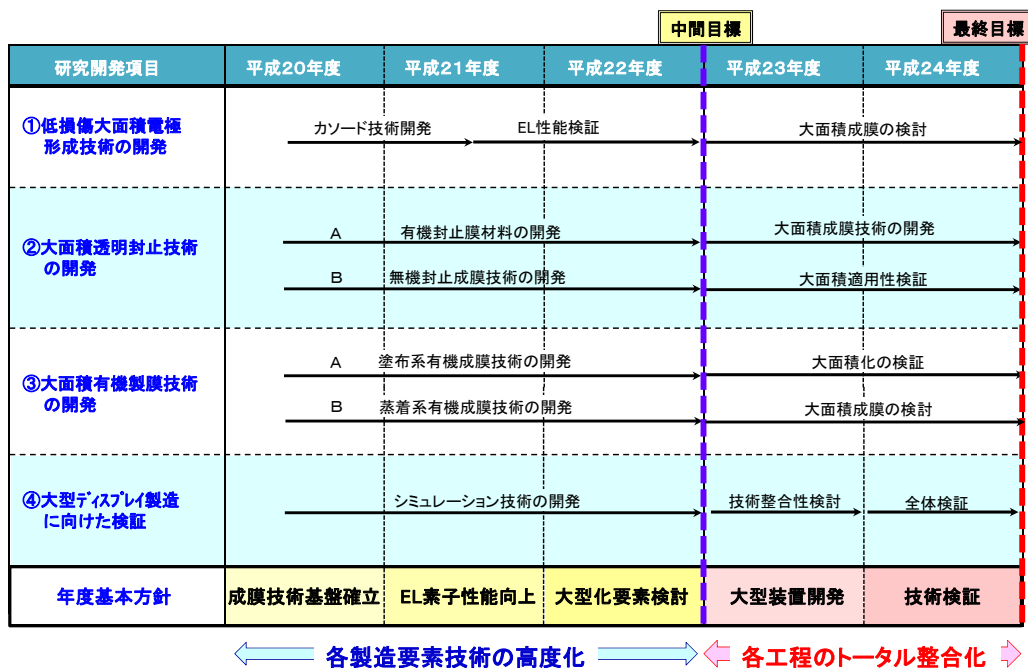 中間目標
最終目標
研究開発項目
平成20年度
平成21年度
平成22年度
平成23年度
平成24年度
①低損傷大面積電極
形成技術の開発
カソード技術開発
EL性能検証
大面積成膜の検討
②大面積透明封止技術
の開発
A
有機封止膜材料の開発
大面積成膜技術の開発
B
無機封止成膜技術の開発
大面積適用性検証
③大面積有機製膜技術
の開発
A
塗布系有機成膜技術の開発
大面積化の検証
B
蒸着系有機成膜技術の開発
大面積成膜の検討
④大型ディスプレイ製造
に向けた検証
シミュレーション技術の開発
技術整合性検討
全体検証
年度基本方針
成膜技術基盤確立
EL素子性能向上
大型化要素検討
大型装置開発
技術検証
各製造要素技術の高度化
各工程のトータル整合化